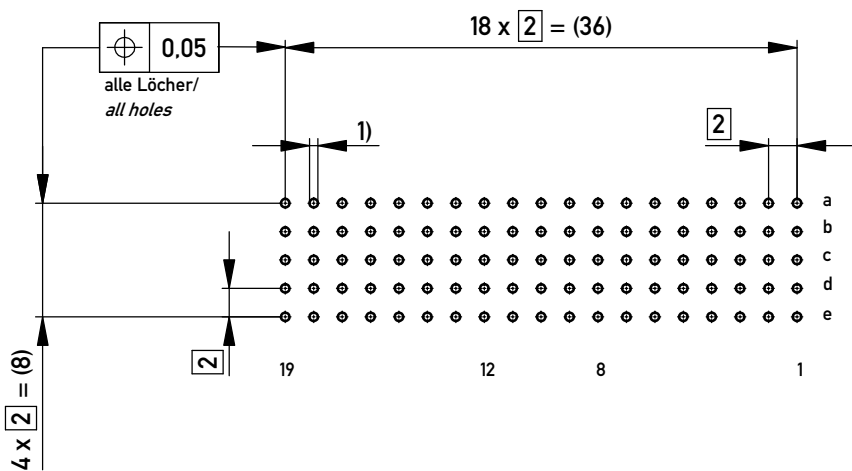 18 x 2 = (36)
⌖ 0,05
alle Löcher/
all holes
1)
2
a
b
c
d
e
2
19 12 8 1
4 x 2 = (8)